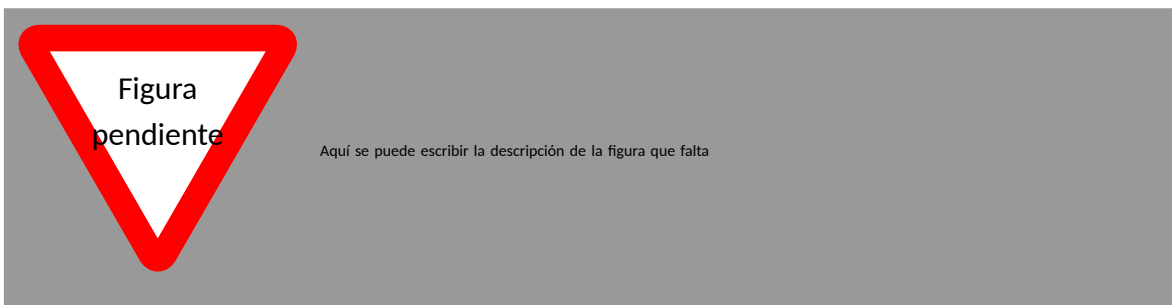 Figura
pendiente
Aquí se puede escribir la descripción de la figura que falta